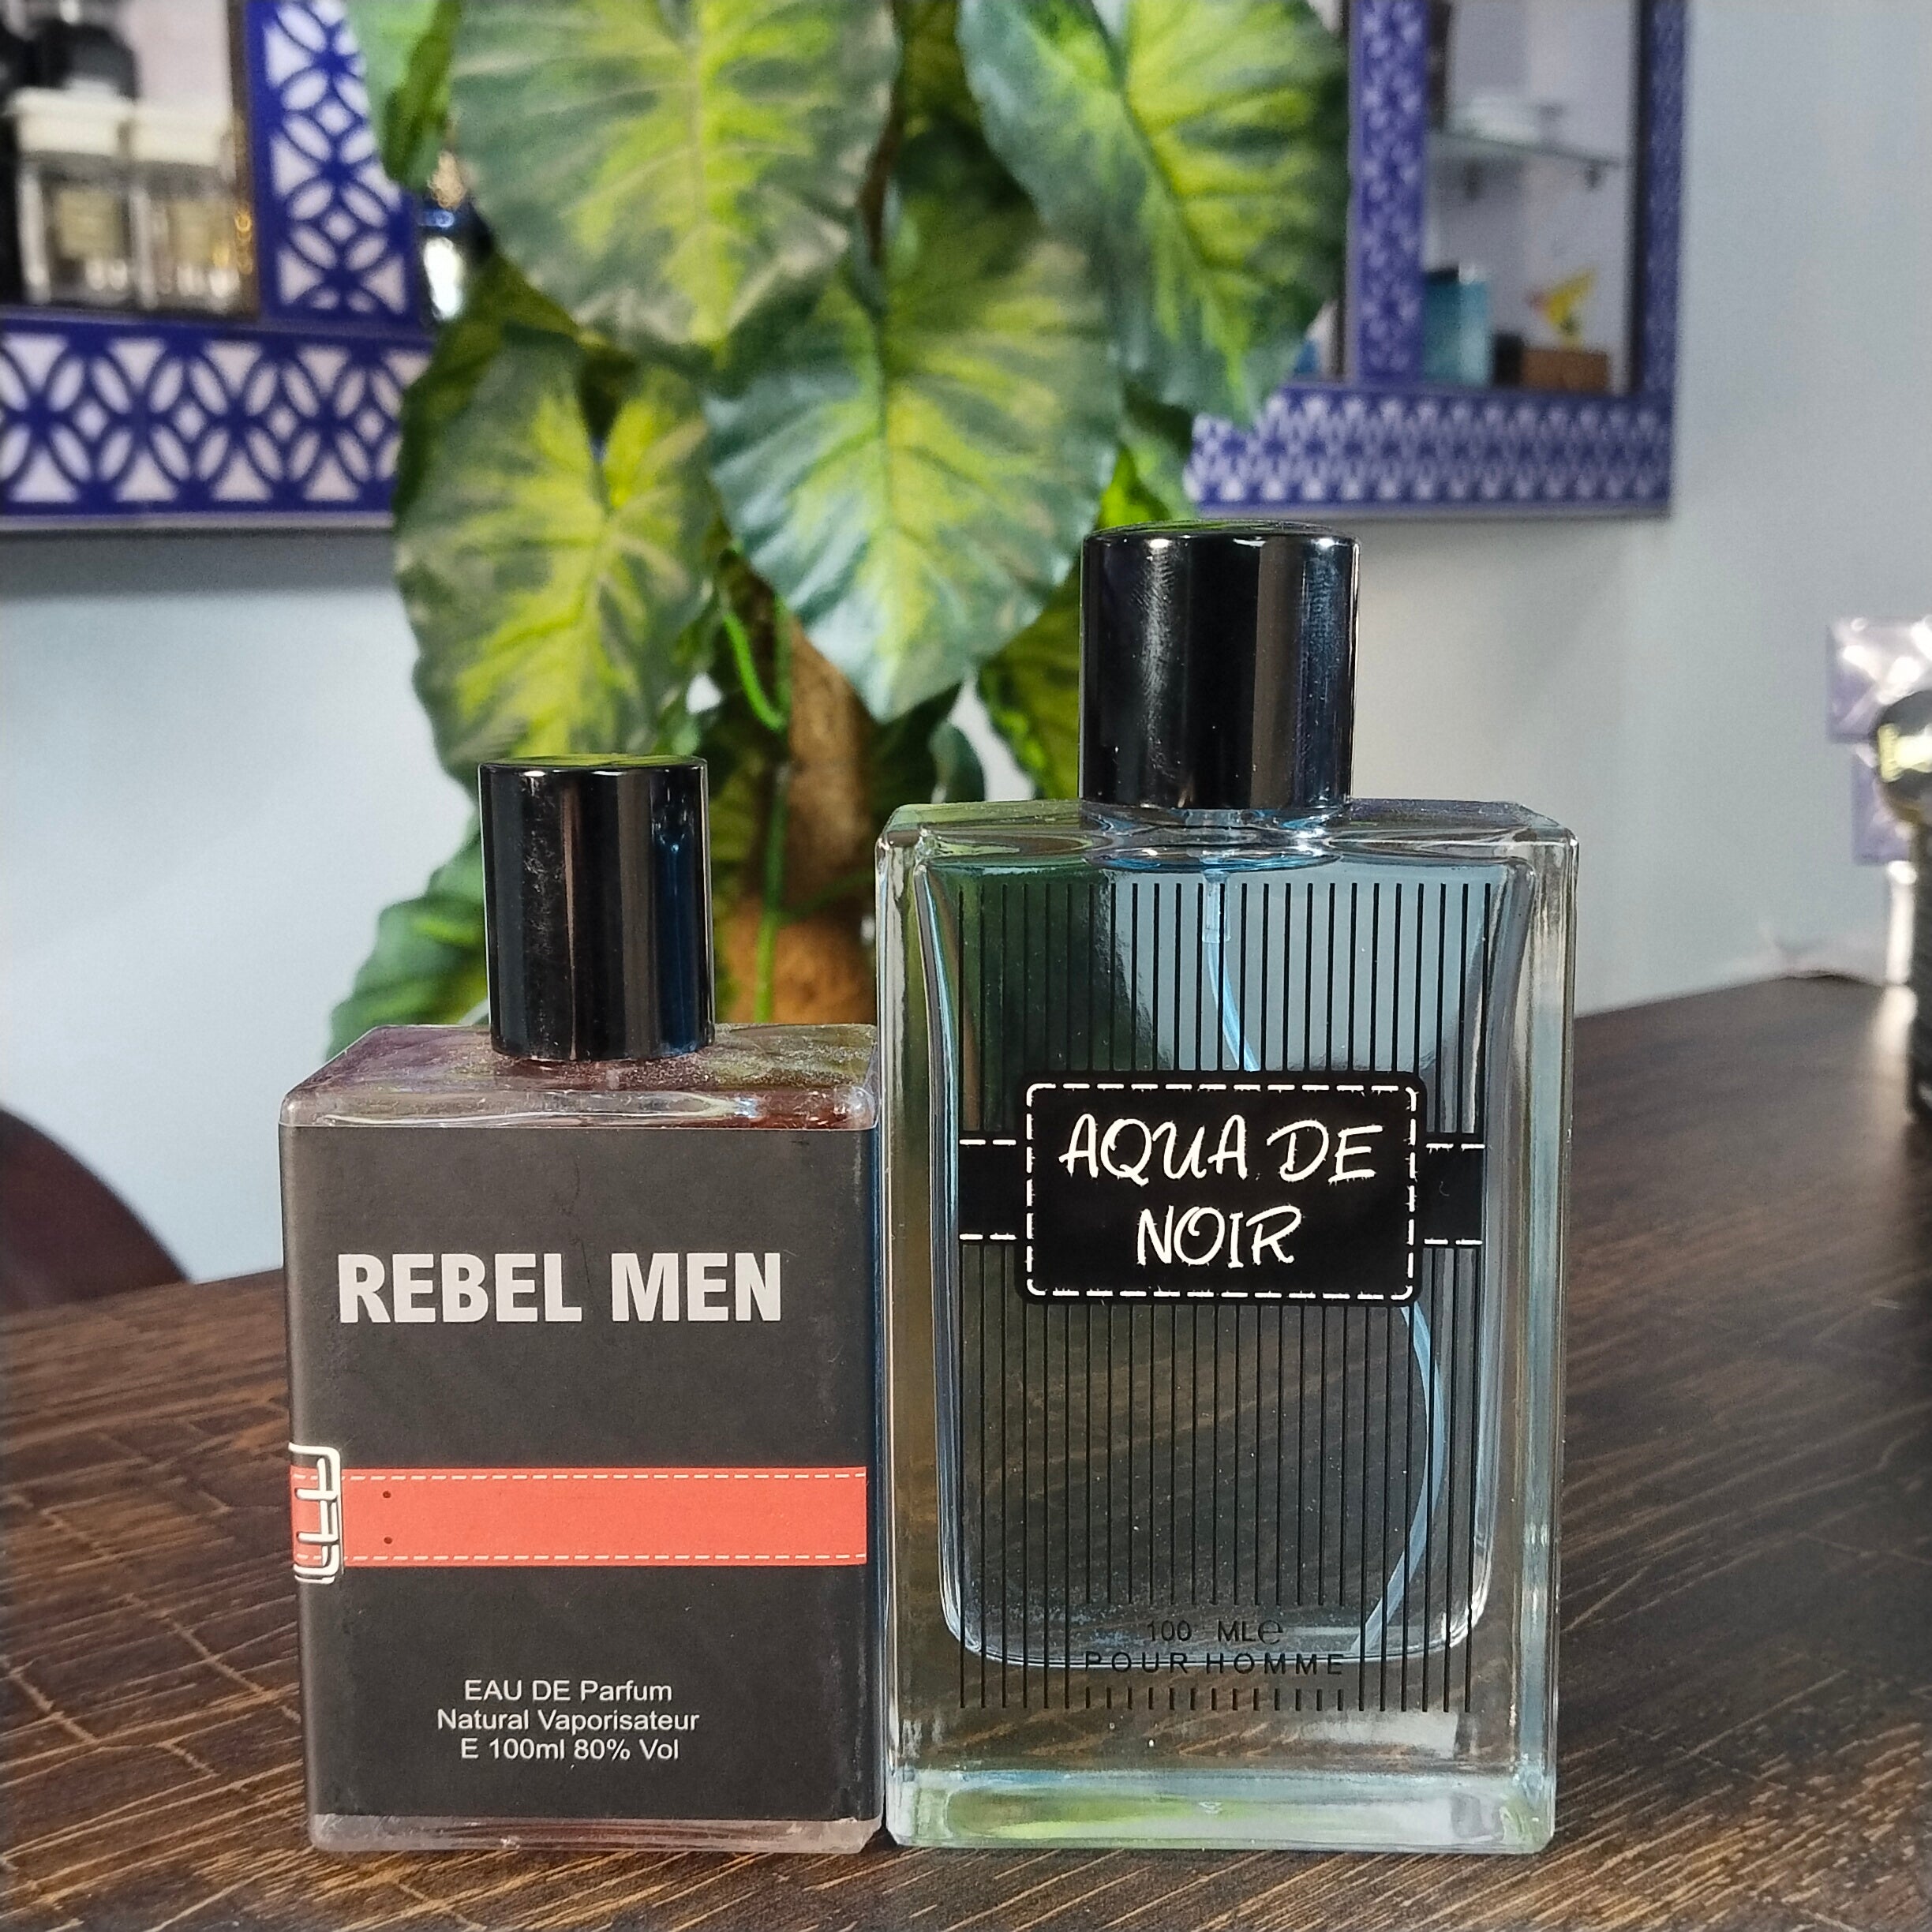 REBEL MEN
EAU DE Parfum
Natural Vaporisateur
E 100ml 80% Vol
AQUA DE
NOIR
100 ML℮
POUR HOMME